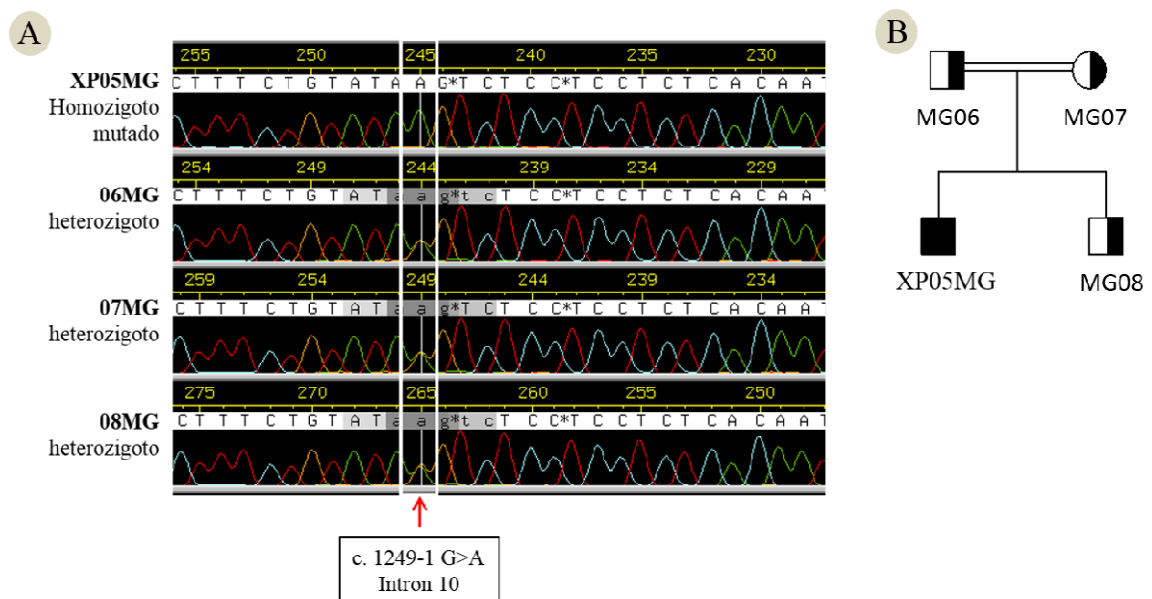 A
255 250 245 240 235 230
XP05MG
C T T T C T G T A T A A G*T C T C C*T C C T C T C A C A A T
Homozigoto
mutado
254 249 244 239 234 229
06MG
C T T T C T G T A T a a g*t c T C C*T C C T C T C A C A A
heterozigoto
259 254 249 244 239 234
07MG
C T T T C T G T A T a a g*T C T C C*T C C T C T C A C A A
heterozigoto
275 270 265 260 255 250
08MG
C T T T C T G T A T a a g*t c T C C*T C C T C T C A C A A T
heterozigoto
c. 1249-1 G>A
Intron 10
B
MG06 MG07
XP05MG MG08